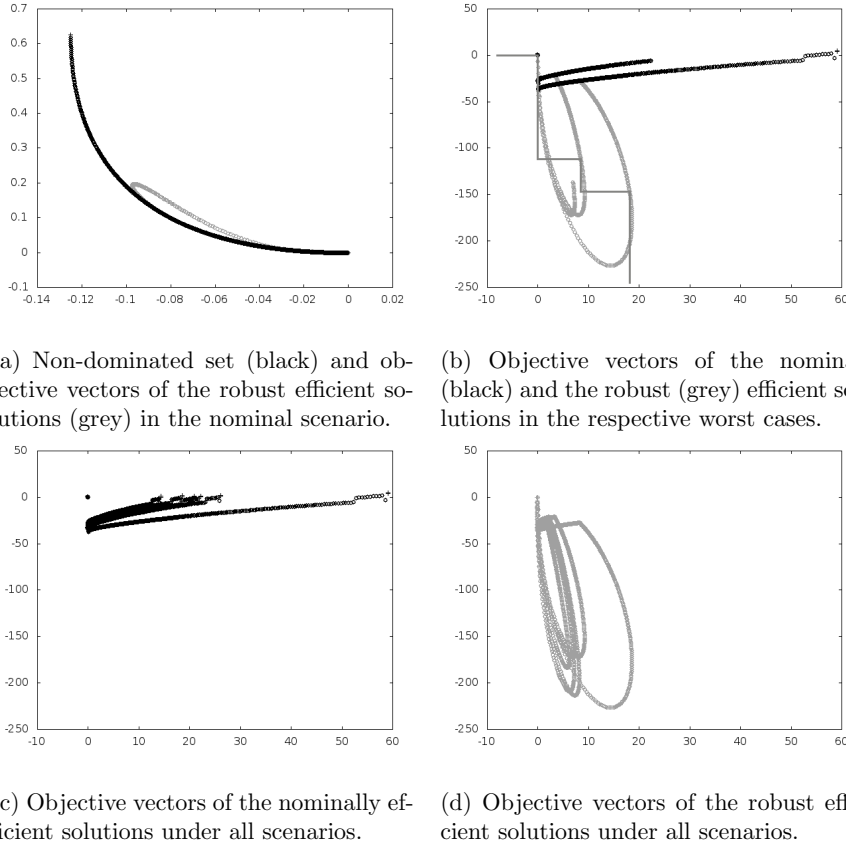 0.7
0.6
0.5
0.4
0.3
0.2
0.1
0
-0.1
-0.14 -0.12 -0.1 -0.08 -0.06 -0.04 -0.02 0 0.02
50
0
-50
-100
-150
-200
-250
-10 0 10 20 30 40 50 60
a) Non-dominated set (black) and ob-
ective vectors of the robust efficient so-
utions (grey) in the nominal scenario.
(b) Objective vectors of the nomina
(black) and the robust (grey) efficient so
lutions in the respective worst cases.
50
0
-50
-100
-150
-200
-250
-10 0 10 20 30 40 50 60
50
0
-50
-100
-150
-200
-250
-10 0 10 20 30 40 50 60
c) Objective vectors of the nominally ef-
icient solutions under all scenarios.
(d) Objective vectors of the robust effi
cient solutions under all scenarios.